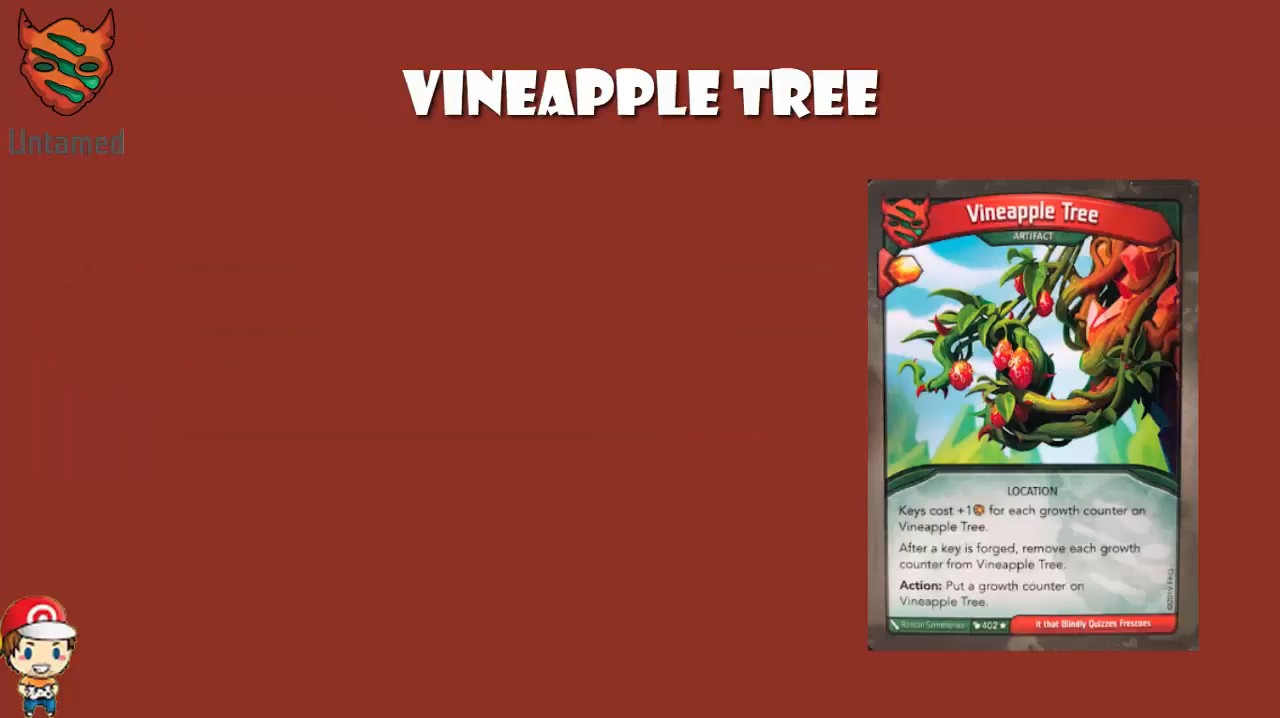 Untamed
VINEAPPLE TREE
Vineapple Tree
ARTIFACT
LOCATION
Keys cost +1 for each growth counter on
Vineapple Tree.
After a key is forged, remove each growth
counter from Vineapple Tree.
Action: Put a growth counter on
Vineapple Tree.
402
It that Blindly Quizzes Frescoes